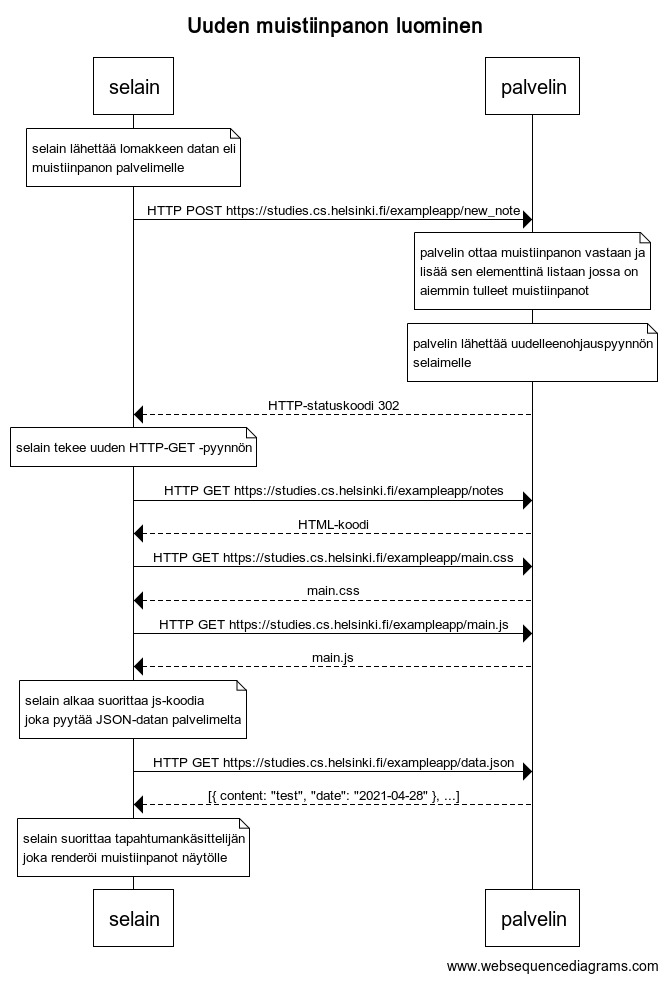 Uuden muistiinpanon luominen
selain
palvelin
selain lähettää lomakkeen datan eli
muistiinpanon palvelimelle
HTTP POST https://studies.cs.helsinki.fi/exampleapp/new_note
palvelin ottaa muistiinpanon vastaan ja
lisää sen elementtinä listaan jossa on
aiemmin tulleet muistiinpanot
palvelin lähettää uudelleenohjauspyynnön
selaimelle
HTTP-statuskoodi 302
selain tekee uuden HTTP-GET -pyynnön
HTTP GET https://studies.cs.helsinki.fi/exampleapp/notes
HTML-koodi
HTTP GET https://studies.cs.helsinki.fi/exampleapp/main.css
main.css
HTTP GET https://studies.cs.helsinki.fi/exampleapp/main.js
main.js
selain alkaa suorittaa js-koodia
joka pyytää JSON-datan palvelimelta
HTTP GET https://studies.cs.helsinki.fi/exampleapp/data.json
[{ content: "test", "date": "2021-04-28" }, ...]
selain suorittaa tapahtumankäsittelijän
joka renderöi muistiinpanot näytölle
selain
palvelin
www.websequencediagrams.com